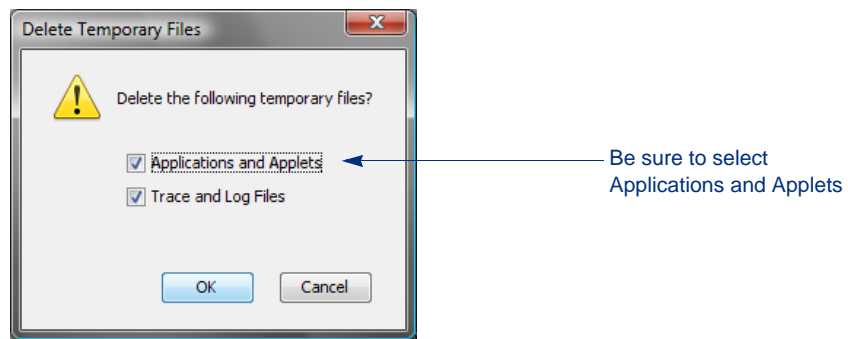 Delete Temporary Files
Delete the following temporary files?
Applications and Applets
Trace and Log Files
OK
Cancel
Be sure to select
Applications and Applets